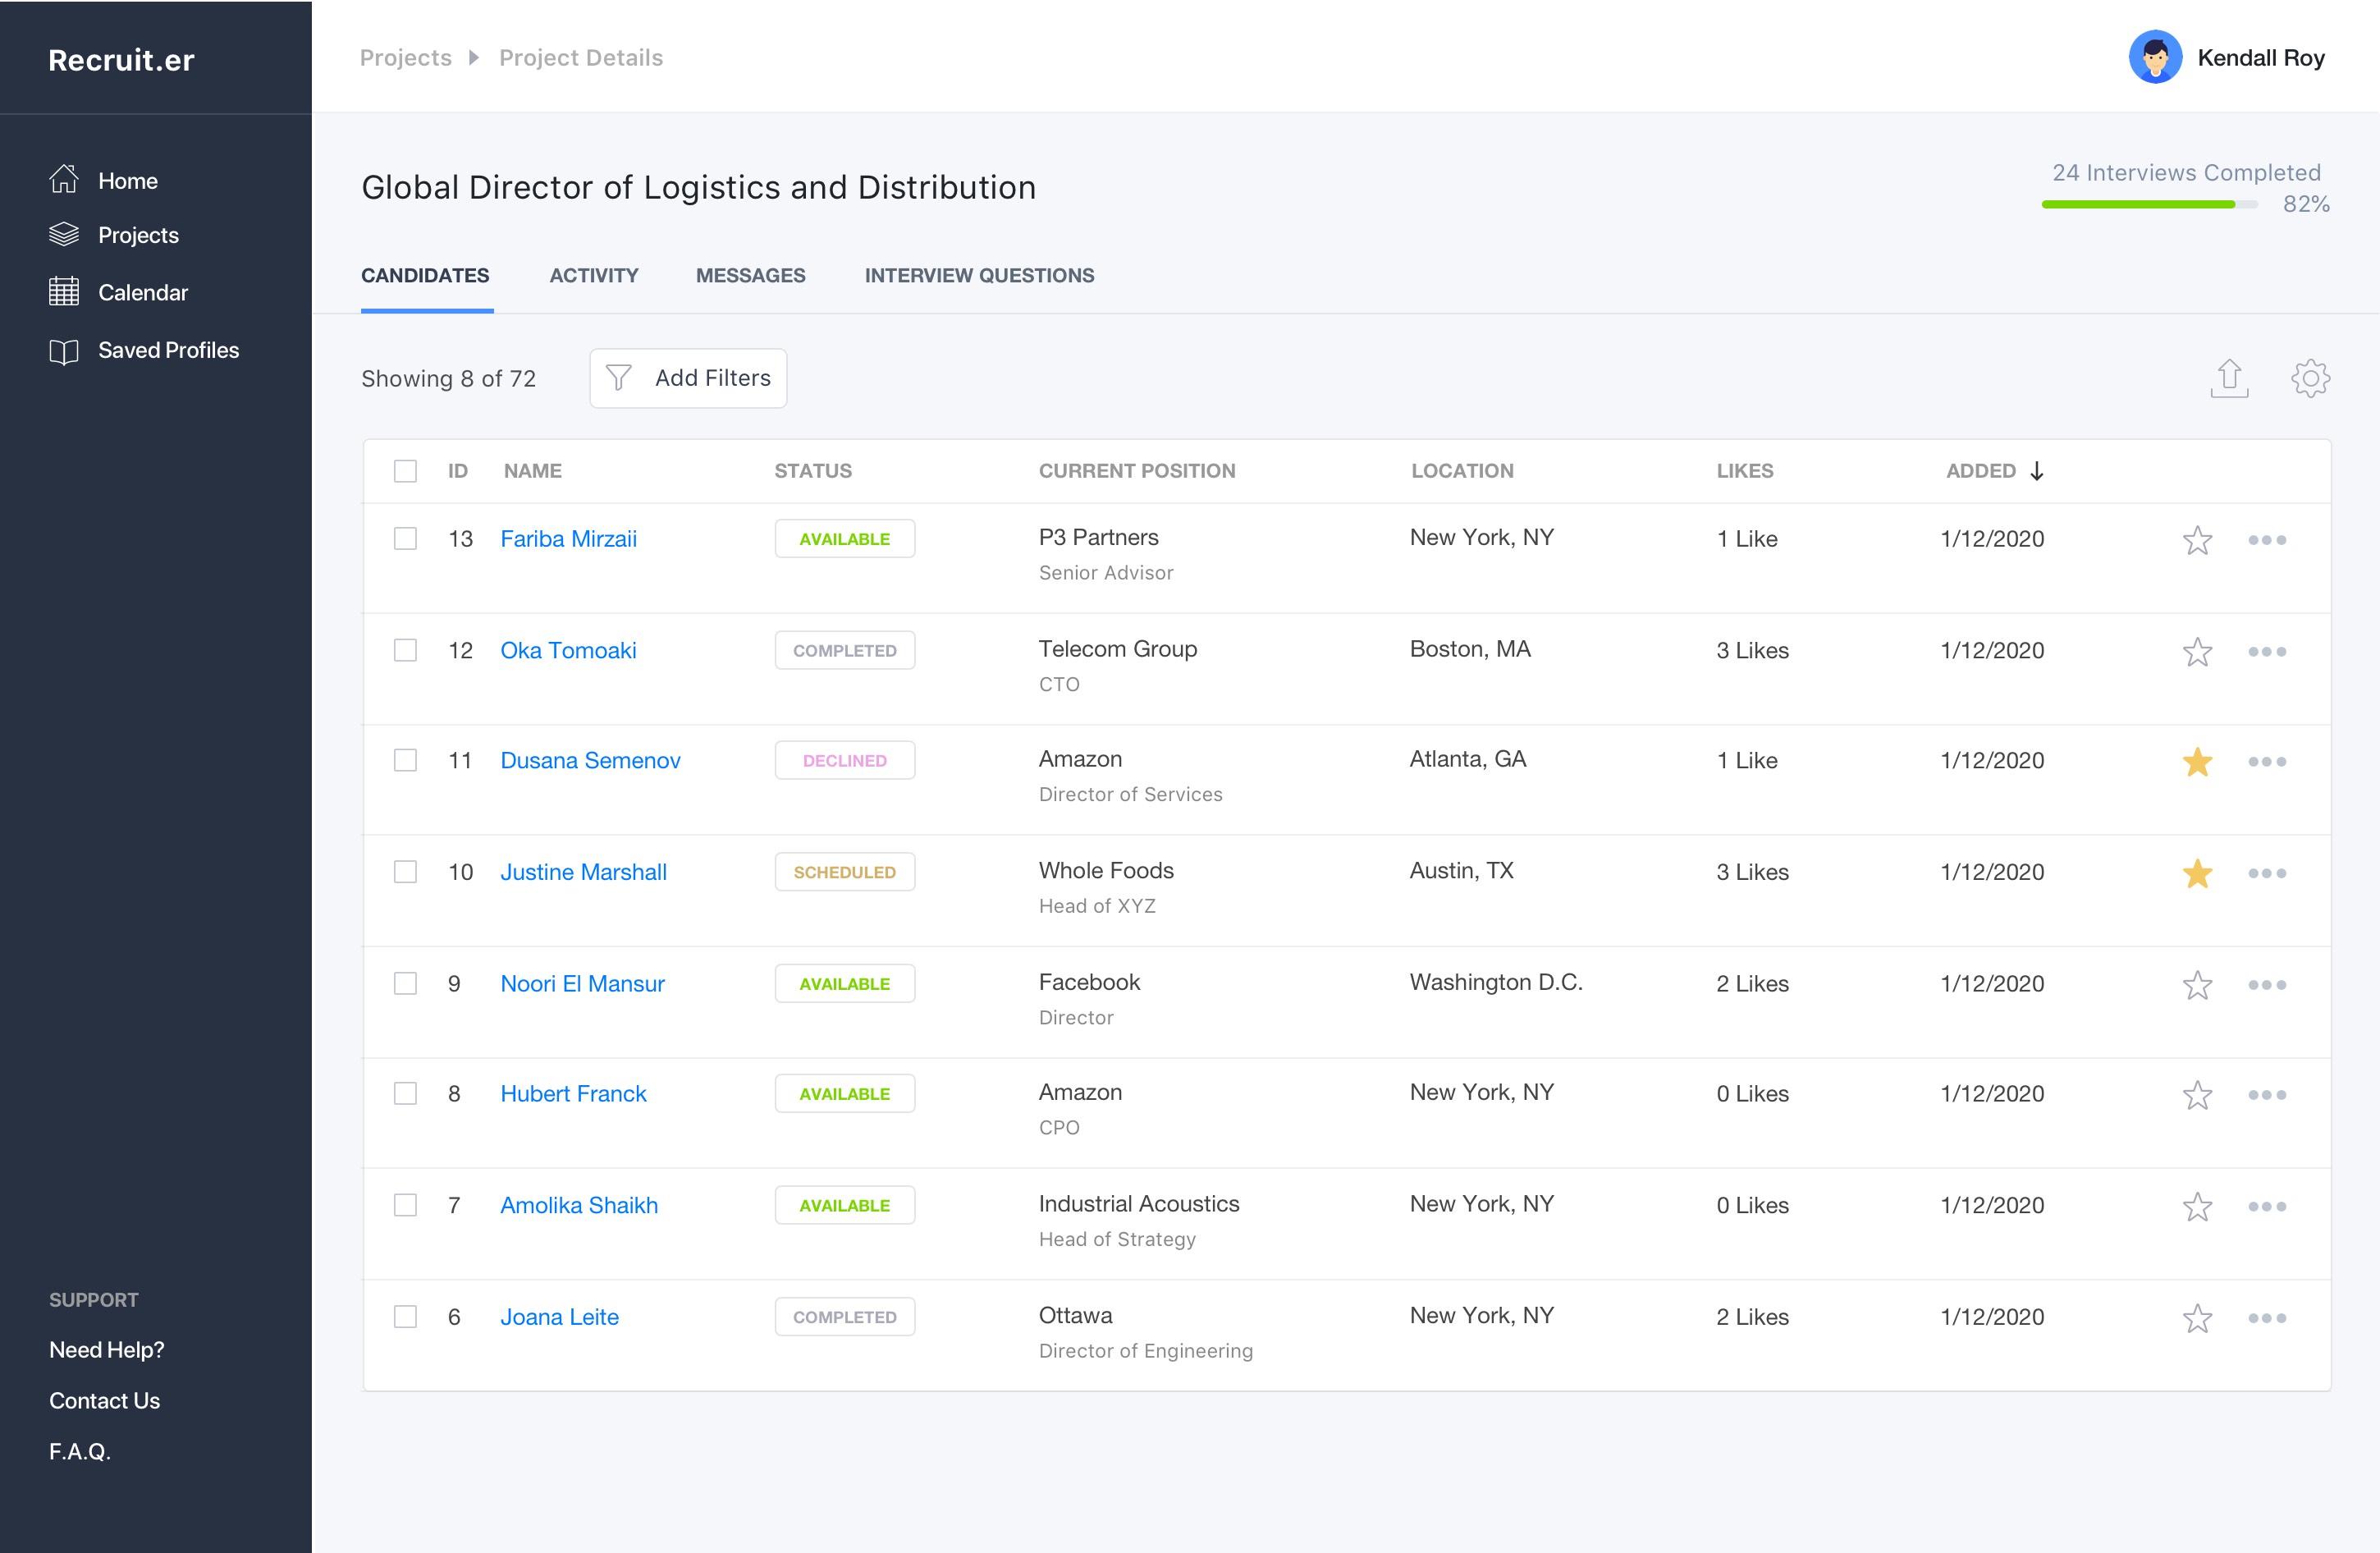 Recruit.er
Projects Project Details
Kendall Roy
Home
Projects
Calendar
Saved Profiles
Global Director of Logistics and Distribution
24 Interviews Completed
82%
CANDIDATES ACTIVITY MESSAGES INTERVIEW QUESTIONS
Showing 8 of 72 Add Filters
ID NAME STATUS CURRENT POSITION LOCATION LIKES ADDED
13 Fariba Mirzaii AVAILABLE P3 Partners New York, NY 1 Like 1/12/2020
Senior Advisor
12 Oka Tomoaki COMPLETED Telecom Group Boston, MA 3 Likes 1/12/2020
CTO
11 Dusana Semenov DECLINED Amazon Atlanta, GA 1 Like 1/12/2020
Director of Services
10 Justine Marshall SCHEDULED Whole Foods Austin, TX 3 Likes 1/12/2020
Head of XYZ
9 Noori El Mansur AVAILABLE Facebook Washington D.C. 2 Likes 1/12/2020
Director
8 Hubert Franck AVAILABLE Amazon New York, NY 0 Likes 1/12/2020
CPO
7 Amolika Shaikh AVAILABLE Industrial Acoustics New York, NY 0 Likes 1/12/2020
Head of Strategy
6 Joana Leite COMPLETED Ottawa New York, NY 2 Likes 1/12/2020
Director of Engineering
SUPPORT
Need Help?
Contact Us
F.A.Q.